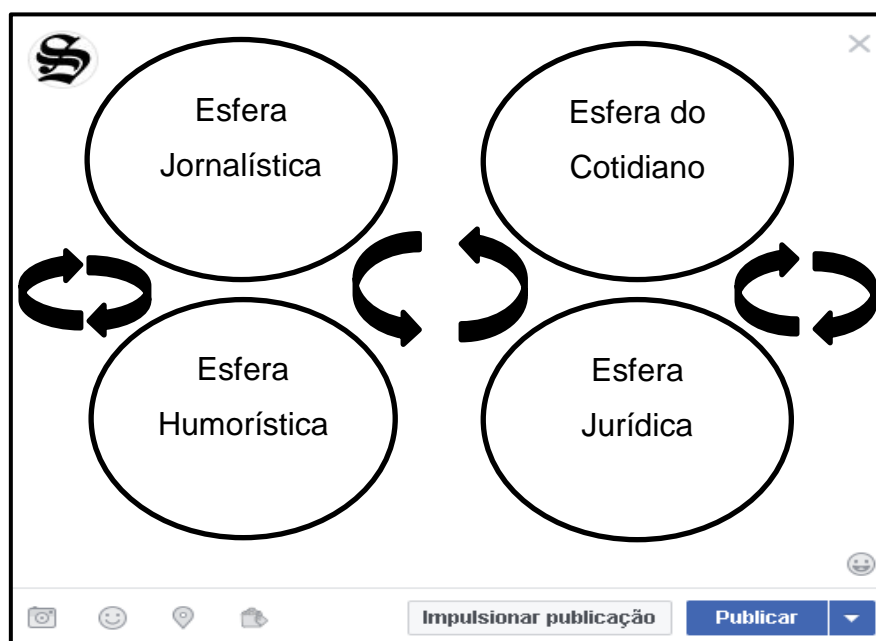 S
Esfera
Jornalística
Esfera do
Cotidiano
Esfera
Humorística
Esfera
Jurídica
Impulsionar publicação
Publicar